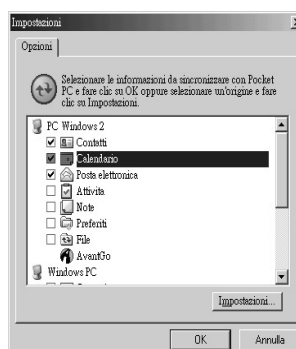 Impostazioni
Opzioni
Selezionare le informazioni da sincronizzare con Pocket
PC e fare clic su OK oppure selezionare un'origine e fare
clic su Impostazioni.
PC Windows 2
Contatti
Calendario
Posta elettronica
Attivita
Note
Preferiti
File
AvantGo
Windows PC
Impostazioni...
OK
Annulla